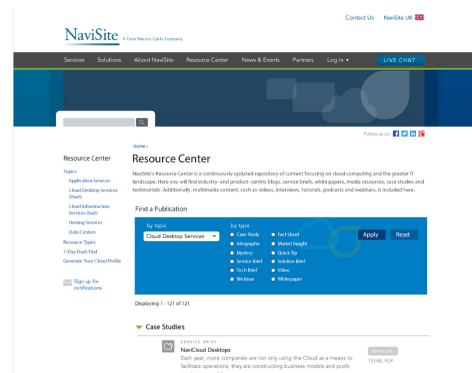 Contact Us NaviSite UK
NaviSite A Time Warner Cable Company
Services Solutions About NaviSite Resource Center News & Events Partners Log in LIVE CHAT
Follow us on:
Home ›
Resource Center
Resource Center
Topics
Application Services
Cloud Desktop Services
(DaaS)
Cloud Infrastructure
Services (IaaS)
Hosting Services
Data Centers
Resource Types
7-Day DaaS Trial
Generate Your Cloud Profile
Sign up for
notifications
NaviSite's Resource Center is a continuously updated repository of content focusing on cloud computing and the greater IT
landscape. Here you will find industry- and product- centric blogs, service briefs, white papers, media resources, case studies and
testimonials. Additionally, multimedia content, such as videos, interviews, tutorials, podcasts and webinars, is included here.
Find a Publication
by topic by type
Cloud Desktop Services
Case Study Fact Sheet
Infographic Market Insight
Mystery Quick Tip
Service Brief Solution Brief
Tech Brief Video
Webinar Whitepaper
Apply Reset
Displaying 1 - 121 of 121
Case Studies
SERVICE BRIEF
NaviCloud Desktops
Each year, more companies are not only using the Cloud as a means to
facilitate operations, they are constructing business models and profit
Download
PDF